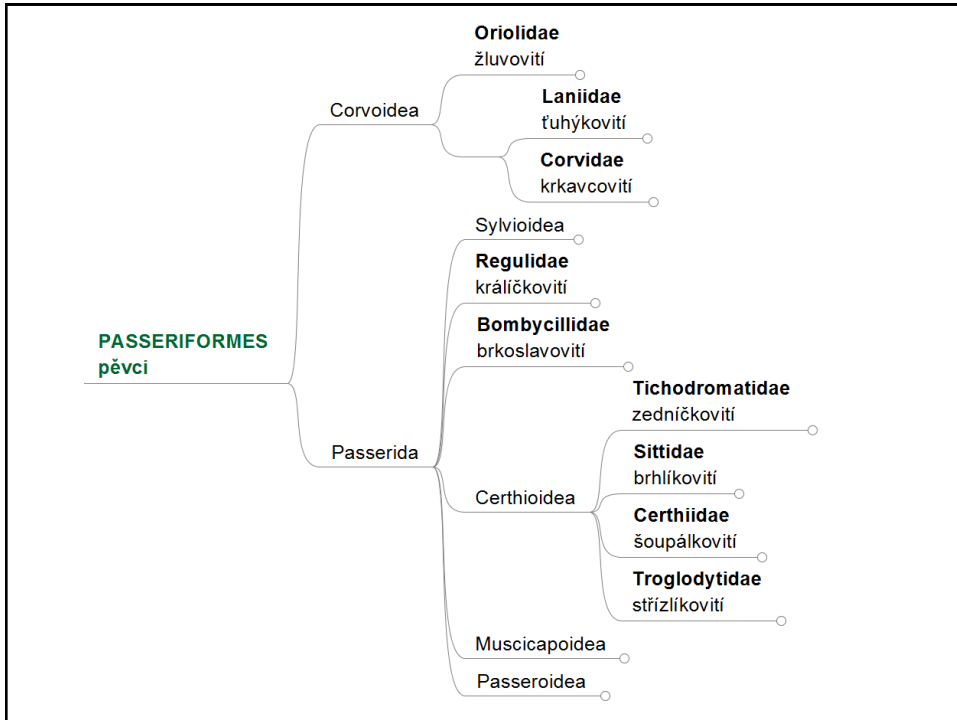 Oriolidae
žluvovití
Corvoidea
Laniidae
ťuhýkovití
Corvidae
krkavcovití
PASSERIFORMES
pěvci
Passerida
Sylvioidea
Regulidae
králíčkovití
Bombycillidae
brkoslavovití
Certhioidea
Tichodromatidae
zedníčkovití
Sittidae
brhlíkovití
Certhiidae
šoupálkovití
Troglodytidae
střízlíkovití
Muscicapoidea
Passeroidea